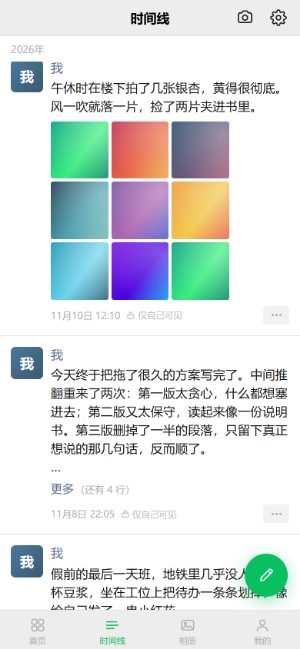 时间线
2026年
我
我
午休时在楼下拍了几张银杏，黄得很彻底。
风一吹就落一片，捡了两片夹进书里。
11月10日 12:10 仅自己可见
我
我
今天终于把拖了很久的方案写完了。中间推
翻重来了两次：第一版太贪心，什么都想塞
进去；第二版又太保守，读起来像一份说明
书。第三版删掉了一半的段落，只留下真正
想说的那几句话，反而顺了。
...
更多（还有 4 行）
11月8日 22:05 仅自己可见
我
我
假前的最后一天班，地铁里几乎没人
杯豆浆，坐在工位上把待办一条条划掉，像
首页
时间线
相册
我的